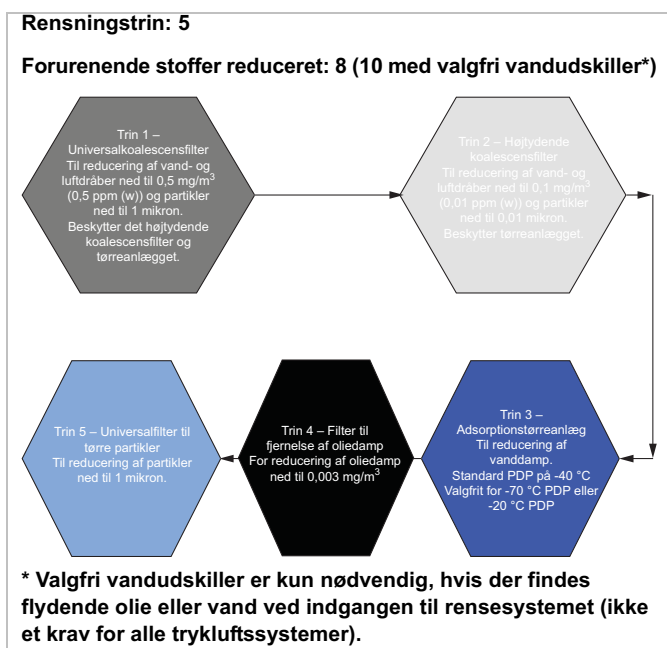 Rensningstrin: 5
Forurenende stoffer reduceret: 8 (10 med valgfri vandudskiller*)
Trin 1 –
Universalkoalescensfilter
Til reducering af vand- og
luftdråber ned til 0,5 mg/m³
(0,5 ppm (w)) og partikler
ned til 1 mikron.
Beskytter det højtydende
koalescensfilter og
tørreanlægget.
Trin 2 – Højtydende
koalescensfilter
Til reducering af vand- og
luftdråber ned til 0,1 mg/m³
(0,01 ppm (w)) og partikler
ned til 0,01 mikron.
Beskytter tørreanlægget.
Trin 3 –
Adsorptionstørreanlæg
Til reducering af
vanddamp.
Standard PDP på -40 °C
Valgfrit for -70 °C PDP eller
-20 °C PDP
Trin 4 – Filter til
fjernelse af oliedamp
For reducering af oliedamp
ned til 0,003 mg/m³
Trin 5 – Universalfilter til
tørre partikler
Til reducering af partikler
ned til 1 mikron.
* Valgfri vandudskiller er kun nødvendig, hvis der findes
flydende olie eller vand ved indgangen til rensesystemet (ikke
et krav for alle trykluftssystemer).